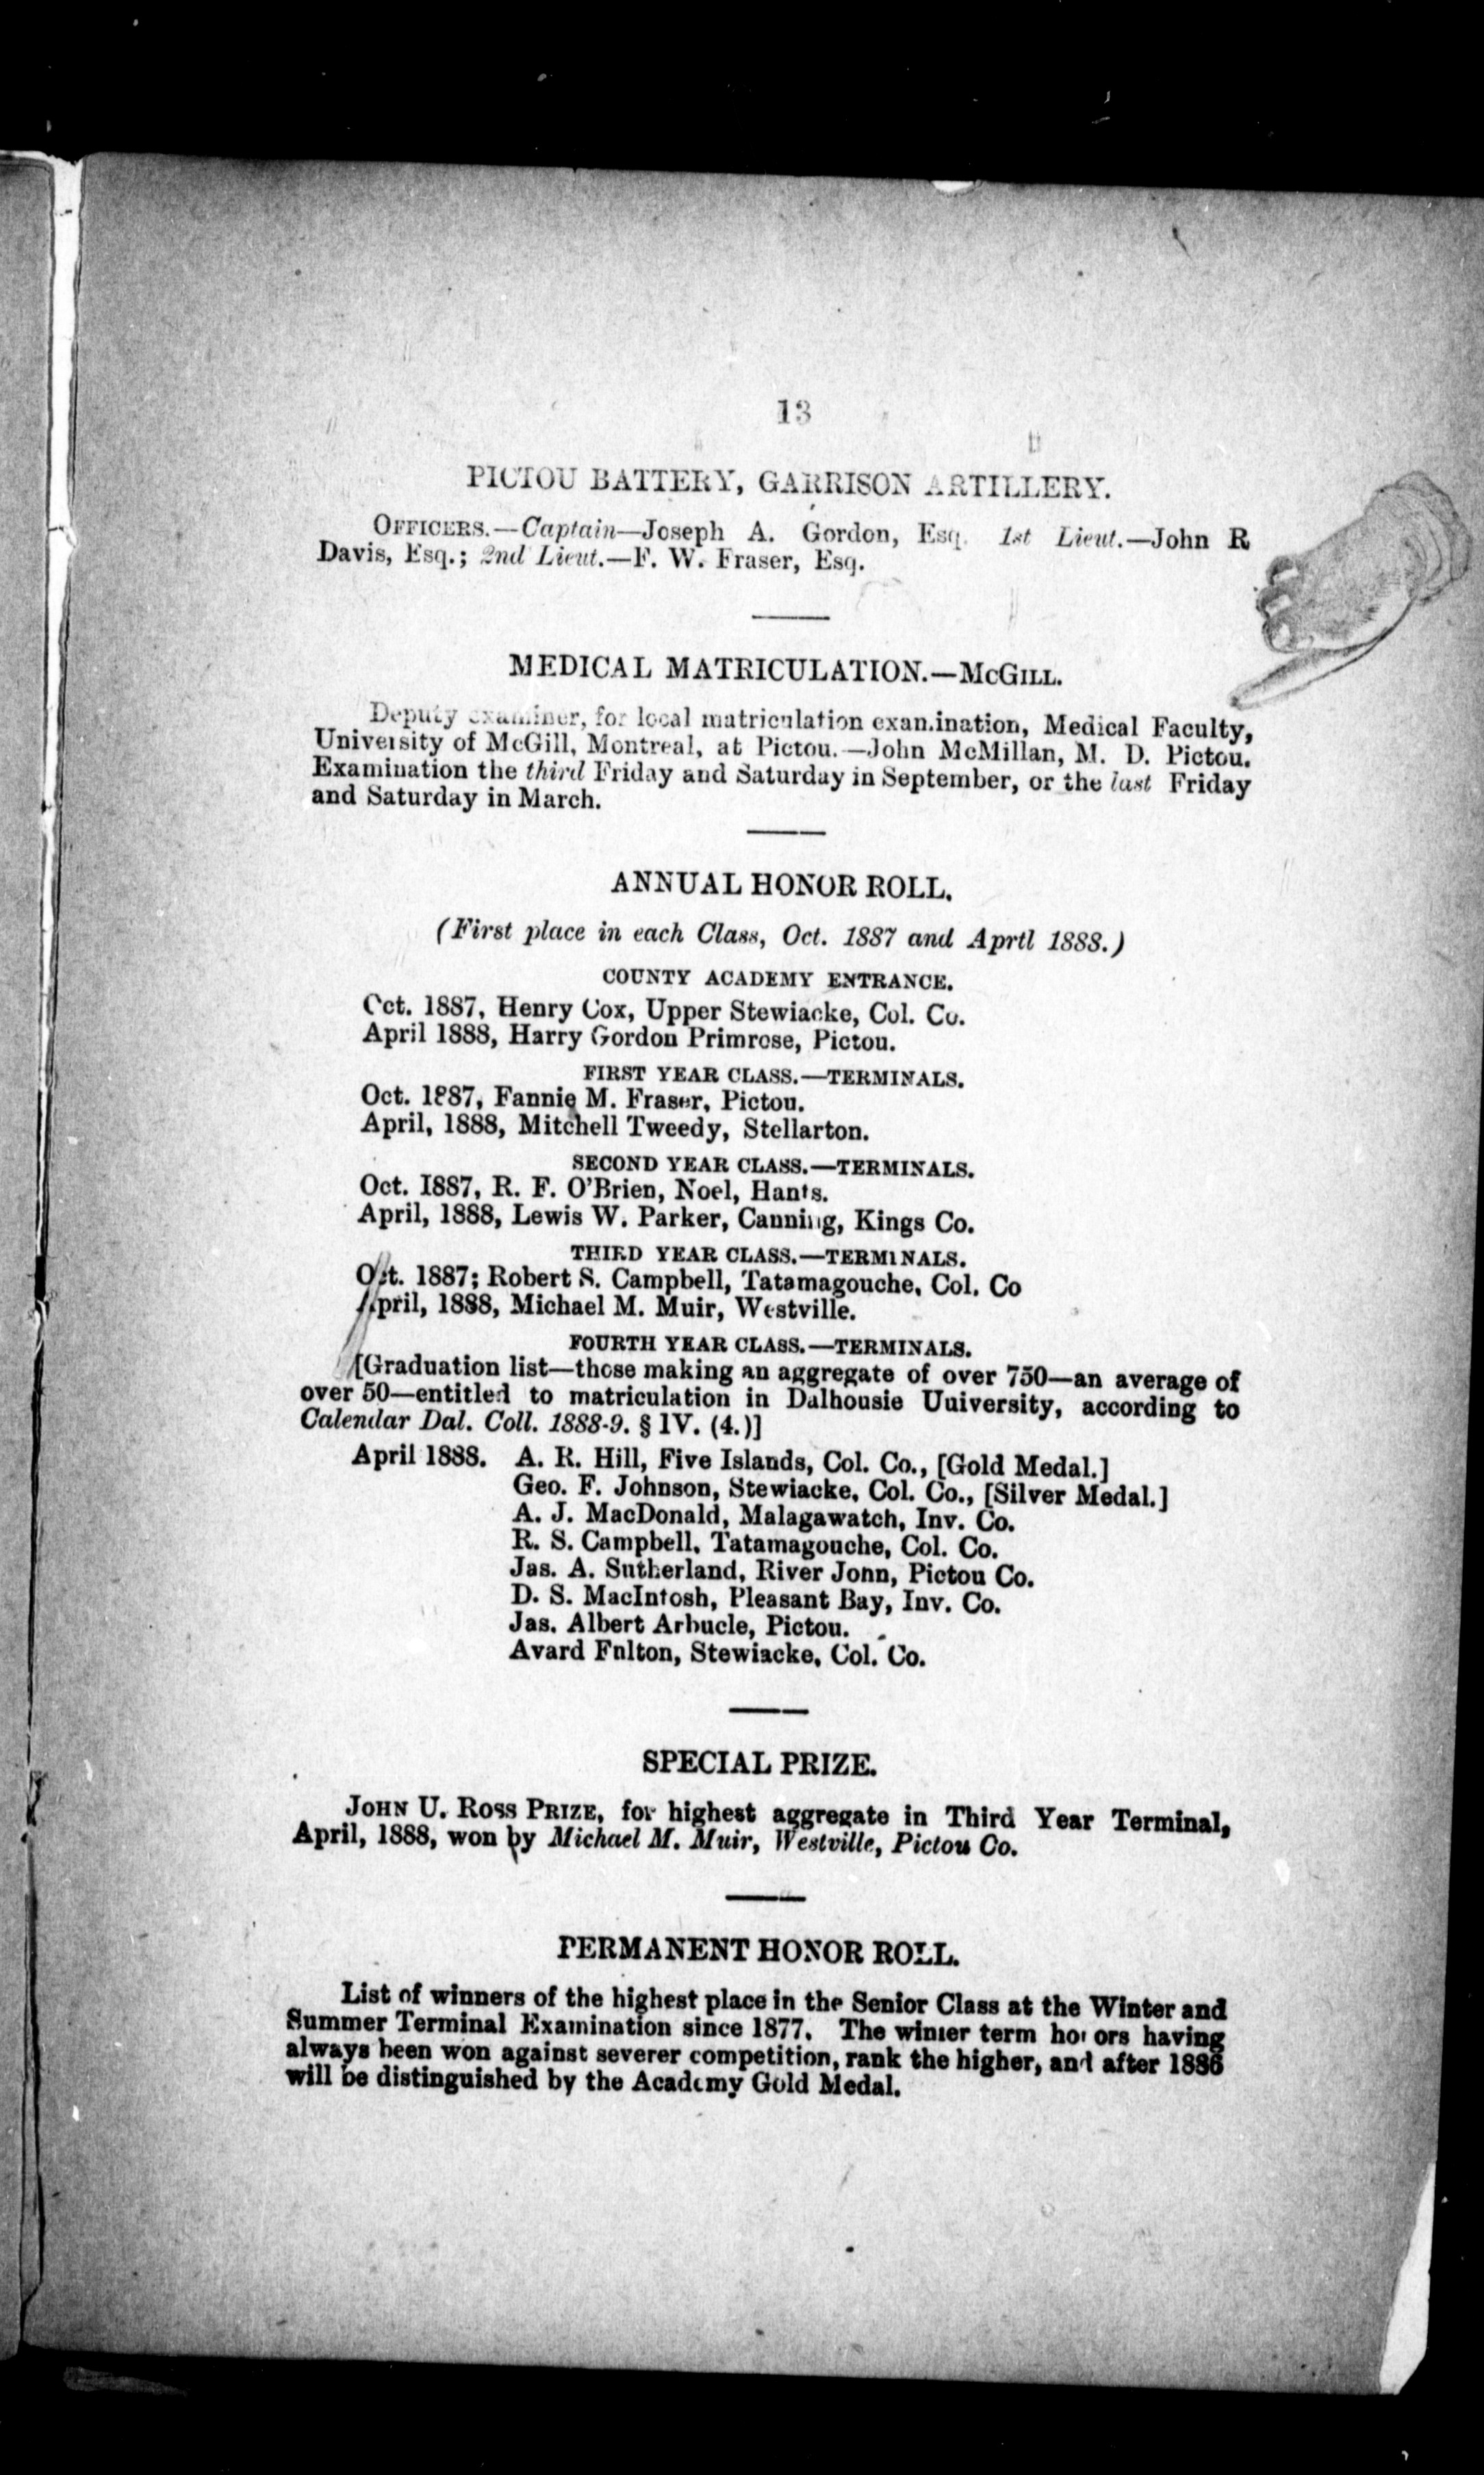 13
PICTOU BATTERY, GARRISON ARTILLERY.
OFFICERS.—Captain—Joseph A. Gordon, Esq. 1st Lieut.—John R
Davis, Esq.; 2nd Lieut.—F. W. Fraser, Esq.
MEDICAL MATRICULATION.—McGILL.
Deputy examiner, for local matriculation examination, Medical Faculty,
University of McGill, Montreal, at Pictou.—John McMillan, M. D. Pictou.
Examination the third Friday and Saturday in September, or the last Friday
and Saturday in March.
ANNUAL HONOR ROLL.
(First place in each Class, Oct. 1887 and Aprtl 1888.)
COUNTY ACADEMY ENTRANCE.
Oct. 1887, Henry Cox, Upper Stewiacke, Col. Co.
April 1888, Harry Gordon Primrose, Pictou.
FIRST YEAR CLASS.—TERMINALS.
Oct. 1887, Fannie M. Fraser, Pictou.
April, 1888, Mitchell Tweedy, Stellarton.
SECOND YEAR CLASS.—TERMINALS.
Oct. 1887, R. F. O'Brien, Noel, Hants.
April, 1888, Lewis W. Parker, Canning, Kings Co.
THIRD YEAR CLASS.—TERMINALS.
Oct. 1887; Robert S. Campbell, Tatamagouche, Col. Co
April, 1888, Michael M. Muir, Westville.
FOURTH YEAR CLASS.—TERMINALS.
[Graduation list—those making an aggregate of over 750—an average of
over 50—entitled to matriculation in Dalhousie Uuiversity, according to
Calendar Dal. Coll. 1888-9. § IV. (4.)]
April 1888. A. R. Hill, Five Islands, Col. Co., [Gold Medal.]
Geo. F. Johnson, Stewiacke, Col. Co., [Silver Medal.]
A. J. MacDonald, Malagawatch, Inv. Co.
R. S. Campbell, Tatamagouche, Col. Co.
Jas. A. Sutherland, River John, Pictou Co.
D. S. MacIntosh, Pleasant Bay, Inv. Co.
Jas. Albert Arbucle, Pictou.
Avard Fulton, Stewiacke, Col. Co.
SPECIAL PRIZE.
JOHN U. ROSS PRIZE, for highest aggregate in Third Year Terminal,
April, 1888, won by Michael M. Muir, Westville, Pictou Co.
PERMANENT HONOR ROLL.
List of winners of the highest place in the Senior Class at the Winter and
Summer Terminal Examination since 1877. The winter term honors having
always been won against severer competition, rank the higher, and after 1886
will be distinguished by the Academy Gold Medal.